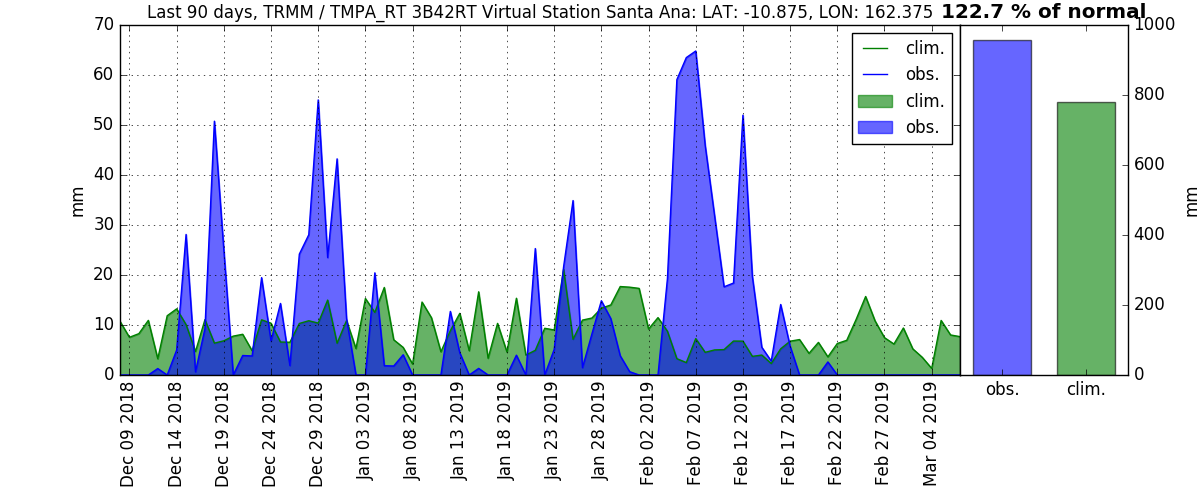 Last 90 days, TRMM / TMPA_RT 3B42RT Virtual Station Santa Ana: LAT: -10.875, LON: 162.375 122.7 % of normal
70
60
50
40
30
20
10
0
mm
clim.
obs.
clim.
obs.
1000
800
600
400
200
0
mm
obs.
clim.
Dec 09 2018
Dec 14 2018
Dec 19 2018
Dec 24 2018
Dec 29 2018
Jan 03 2019
Jan 08 2019
Jan 13 2019
Jan 18 2019
Jan 23 2019
Jan 28 2019
Feb 02 2019
Feb 07 2019
Feb 12 2019
Feb 17 2019
Feb 22 2019
Feb 27 2019
Mar 04 2019